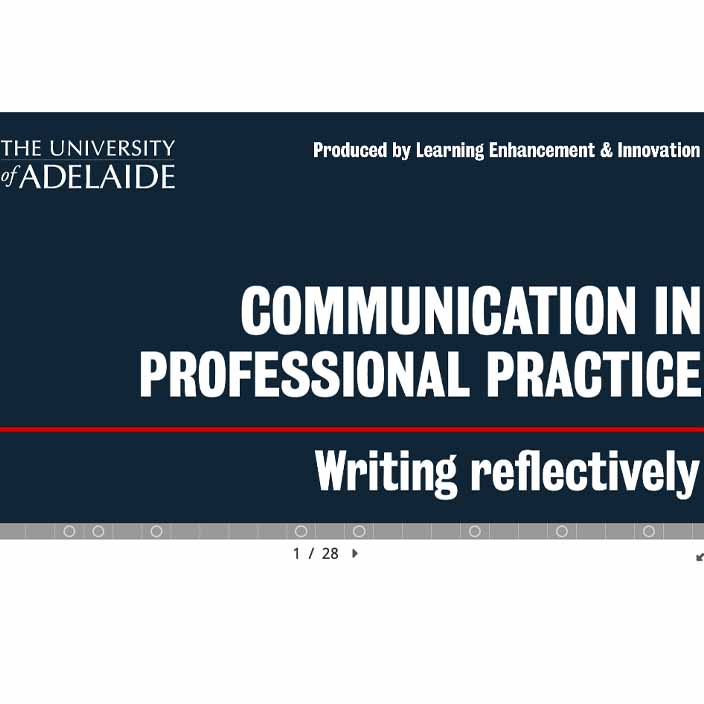 THE UNIVERSITY
of ADELAIDE
Produced by Learning Enhancement & Innovation
COMMUNICATION IN
PROFESSIONAL PRACTICE
Writing reflectively
1 / 28